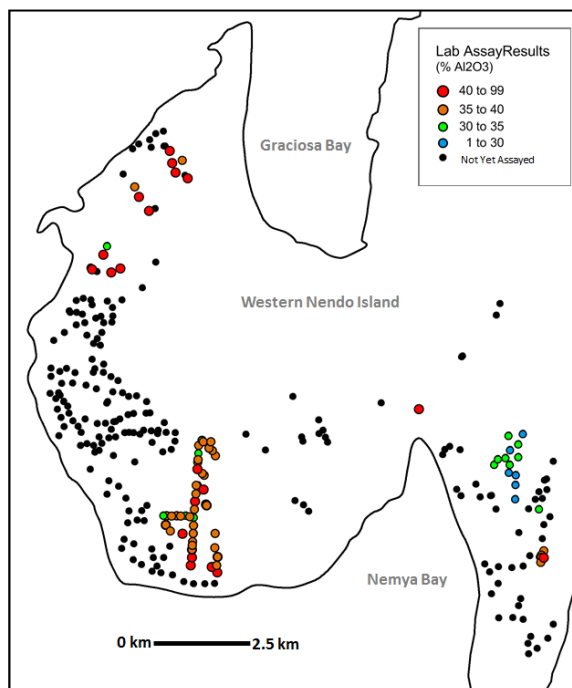 Lab AssayResults
(% Al2O3)
40 to 99
35 to 40
30 to 35
1 to 30
Not Yet Assayed
Graciosa Bay
Western Nendo Island
Nemya Bay
0 km
2.5 km